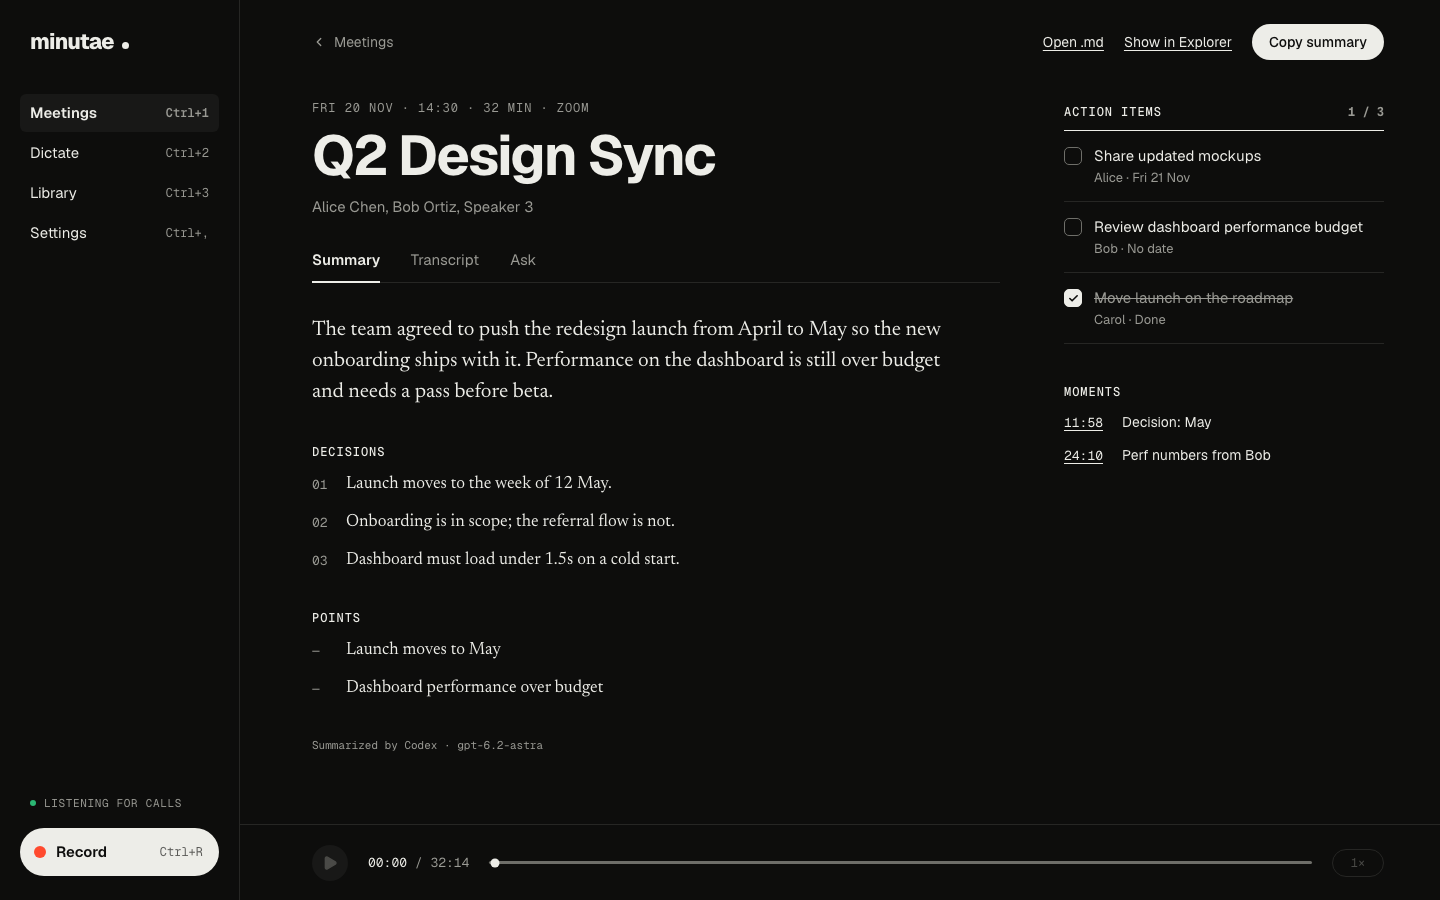 minutae
Meetings Ctrl+1
Dictate Ctrl+2
Library Ctrl+3
Settings Ctrl+,
LISTENING FOR CALLS
Record Ctrl+R
Meetings
Open .md Show in Explorer Copy summary
FRI 20 NOV · 14:30 · 32 MIN · ZOOM
Q2 Design Sync
Alice Chen, Bob Ortiz, Speaker 3
Summary Transcript Ask
The team agreed to push the redesign launch from April to May so the new
onboarding ships with it. Performance on the dashboard is still over budget
and needs a pass before beta.
DECISIONS
01 Launch moves to the week of 12 May.
02 Onboarding is in scope; the referral flow is not.
03 Dashboard must load under 1.5s on a cold start.
POINTS
– Launch moves to May
– Dashboard performance over budget
Summarized by Codex · gpt-6.2-astra
ACTION ITEMS 1 / 3
Share updated mockups
Alice · Fri 21 Nov
Review dashboard performance budget
Bob · No date
Move launch on the roadmap
Carol · Done
MOMENTS
11:58 Decision: May
24:10 Perf numbers from Bob
00:00 / 32:14 1×